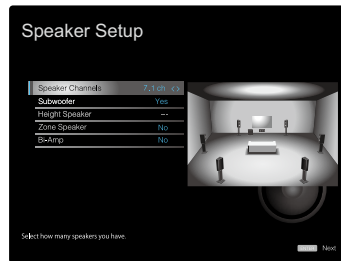 Speaker Setup
Speaker Channels 7.1 ch <>
Subwoofer Yes
Height Speaker ---
Zone Speaker No
Bi-Amp No
Select how many speakers you have.
Next